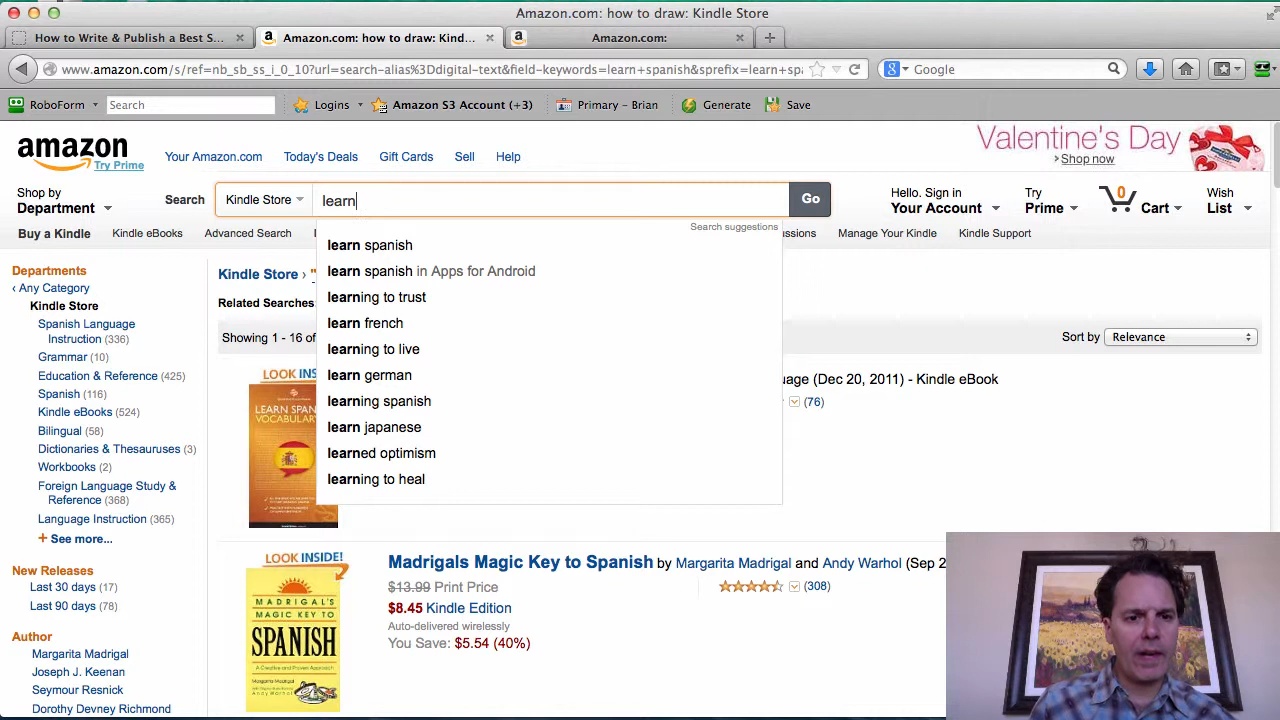 Amazon.com: how to draw: Kindle Store
How to Write & Publish a Best S...
Amazon.com: how to draw: Kind...
Amazon.com:
www.amazon.com/s/ref=nb_sb_ss_i_0_10?url=search-alias%3Ddigital-text&field-keywords=learn+spanish&sprefix=learn+spa
Google
RoboForm
Search
Logins
Amazon S3 Account (+3)
Primary - Brian
Generate
Save
amazon
Try Prime
Your Amazon.com
Today's Deals
Gift Cards
Sell
Help
Valentine's Day
Shop now
Shop by
Department
Search
Kindle Store
learn
Go
Hello. Sign in
Your Account
Try
Prime
0
Cart
Wish
List
Buy a Kindle
Kindle eBooks
Advanced Search
Manage Your Kindle
Kindle Support
Search suggestions
learn spanish
learn spanish in Apps for Android
learning to trust
learn french
learning to live
learn german
learning spanish
learn japanese
learned optimism
learning to heal
Departments
‹ Any Category
Kindle Store
Spanish Language
Instruction (336)
Grammar (10)
Education & Reference (425)
Spanish (116)
Kindle eBooks (524)
Bilingual (58)
Dictionaries & Thesauruses (3)
Workbooks (2)
Foreign Language Study &
Reference (368)
Language Instruction (365)
+ See more...
New Releases
Last 30 days (17)
Last 90 days (78)
Author
Margarita Madrigal
Joseph J. Keenan
Seymour Resnick
Dorothy Devney Richmond
Kindle Store ›
Related Searches:
Showing 1 - 16 of
Sort by
Relevance
LOOK INS
LEARN SPAN
VOCABULARY
(Dec 20, 2011) - Kindle eBook
(76)
LOOK INSIDE!
MADRIGAL'S
MAGIC KEY TO
SPANISH
Madrigals Magic Key to Spanish by Margarita Madrigal and Andy Warhol (Sep 2
$13.99 Print Price
(308)
$8.45 Kindle Edition
Auto-delivered wirelessly
You Save: $5.54 (40%)